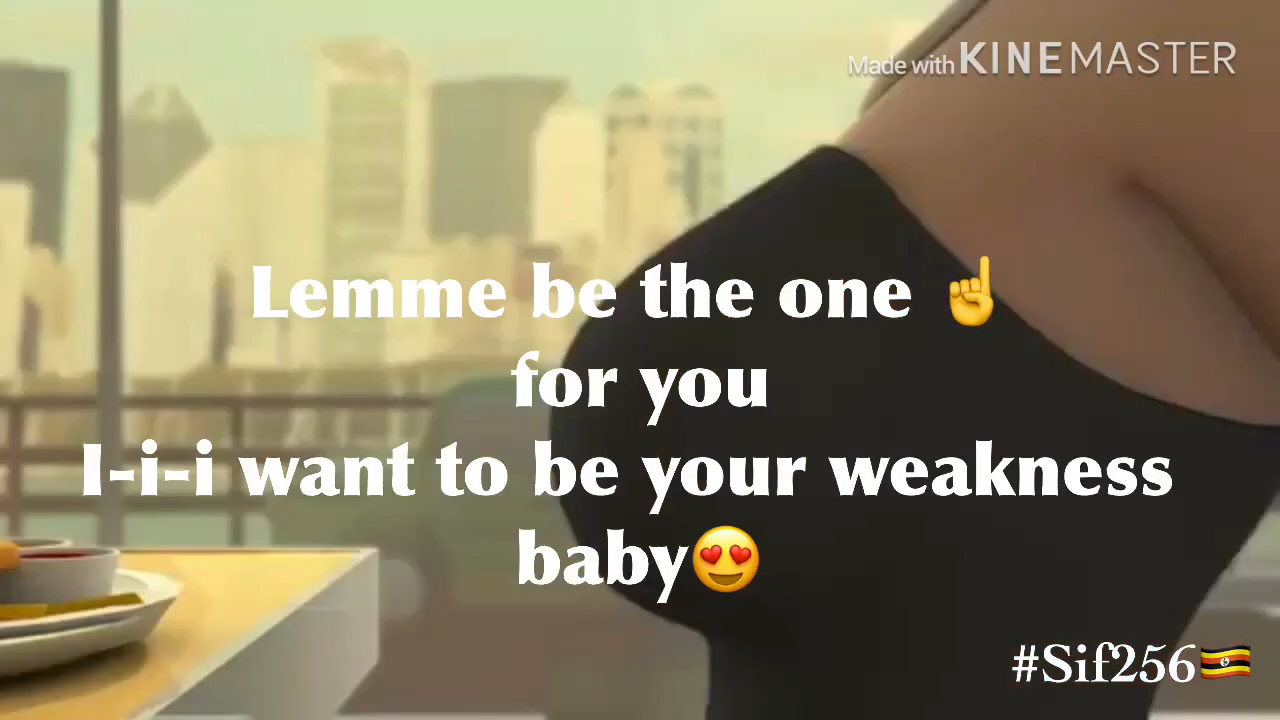 Made with KINEMASTER
Lemme be the one ☝
for you
I-i-i want to be your weakness
baby😍
#Sif256🇺🇬